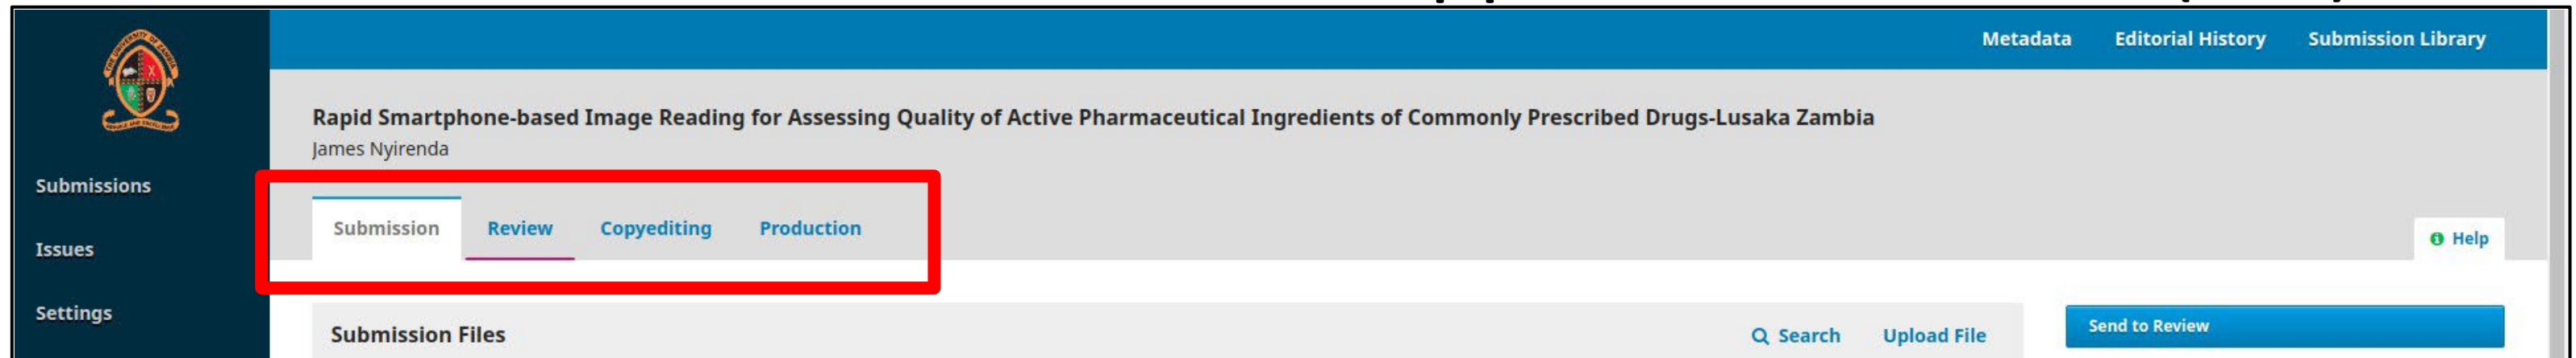 Metadata Editorial History Submission Library
Rapid Smartphone-based Image Reading for Assessing Quality of Active Pharmaceutical Ingredients of Commonly Prescribed Drugs-Lusaka Zambia
James Nyirenda
Submissions
Issues
Settings
Submission Review Copyediting Production
Help
Submission Files
Search Upload File
Send to Review